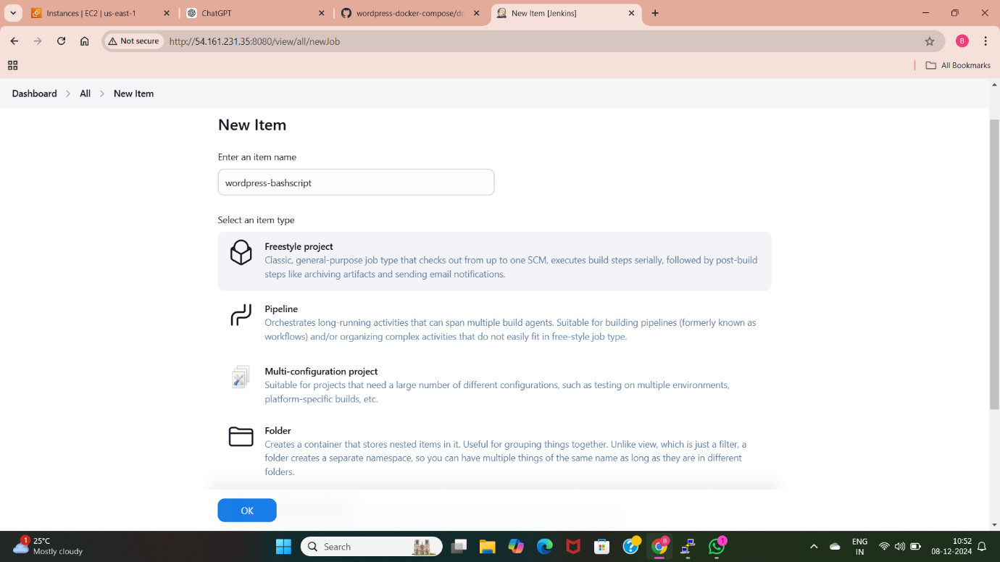 Instances | EC2 | us-east-1
ChatGPT
wordpress-docker-compose/do
New Item [Jenkins]
Not secure
http://54.161.231.35:8080/view/all/newJob
B
All Bookmarks
Dashboard
All
New Item
New Item
Enter an item name
wordpress-bashscript
Select an item type
Freestyle project
Classic, general-purpose job type that checks out from up to one SCM, executes build steps serially, followed by post-build
steps like archiving artifacts and sending email notifications.
Pipeline
Orchestrates long-running activities that can span multiple build agents. Suitable for building pipelines (formerly known as
workflows) and/or organizing complex activities that do not easily fit in free-style job type.
Multi-configuration project
Suitable for projects that need a large number of different configurations, such as testing on multiple environments,
platform-specific builds, etc.
Folder
Creates a container that stores nested items in it. Useful for grouping things together. Unlike view, which is just a filter, a
folder creates a separate namespace, so you can have multiple things of the same name as long as they are in different
folders.
OK
1
25°C
Mostly cloudy
Search
B
1
ENG
IN
10:52
08-12-2024